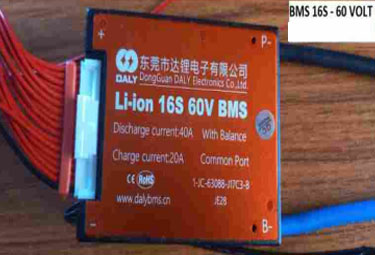 BMS 16S - 60 VOLT
+ P-
东莞市达锂电子有限公司
DALY DongGuan DALY Electronics Co.,Ltd.
Li-ion 16S 60V BMS
Discharge current:40A With Balance
Charge current:20A Common Port
CE RoHS 1-JC-63088-J17C3-B
JE28
www.dalybms.cn
- B-